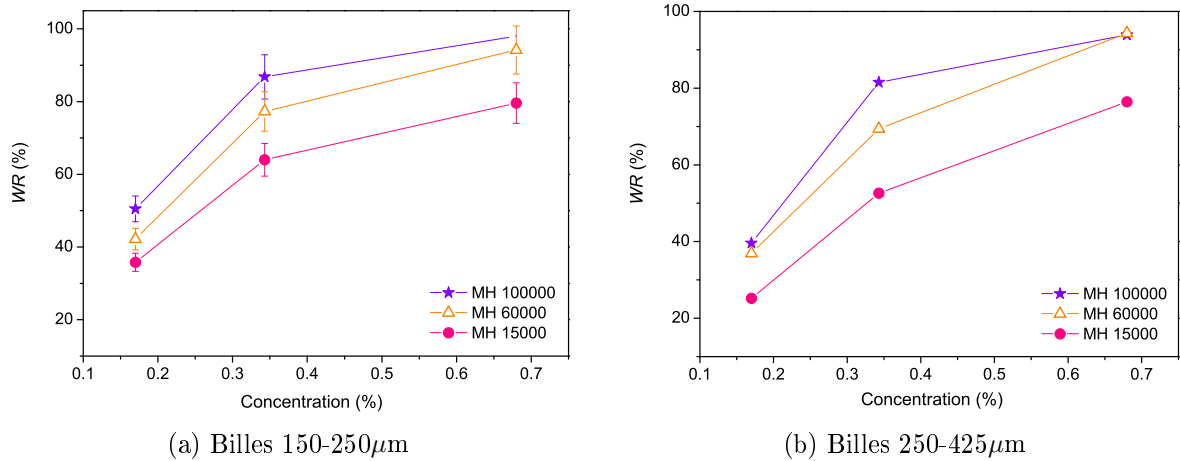 100
80
60
40
20
WR (%)
MH 100000
MH 60000
MH 15000
0.1 0.2 0.3 0.4 0.5 0.6 0.7
Concentration (%)
(a) Billes 150-250μm
100
80
60
40
20
WR (%)
MH 100000
MH 60000
MH 15000
0.1 0.2 0.3 0.4 0.5 0.6 0.7
Concentration (%)
(b) Billes 250-425μm